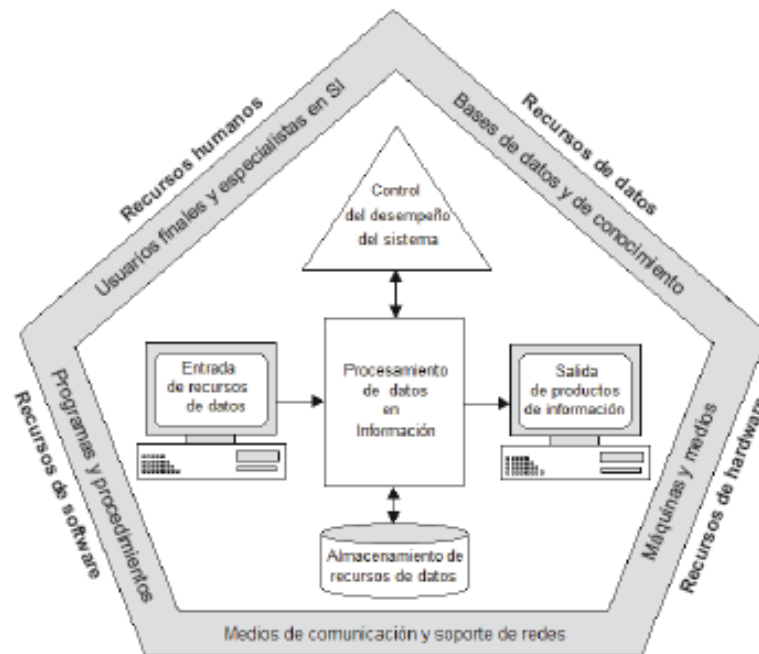 Recursos humanos
Usuarios finales y especialistas en SI
Recursos de datos
Bases de datos y de conocimiento
Control
del desempeño
del sistema
Entrada
de recursos
de datos
Procesamiento
de datos
en
Información
Salida
de productos
de información
Almacenamiento de
recursos de datos
Recursos de software
Programas y procedimientos
Máquinas y medios
Recursos de hardware
Medios de comunicación y soporte de redes